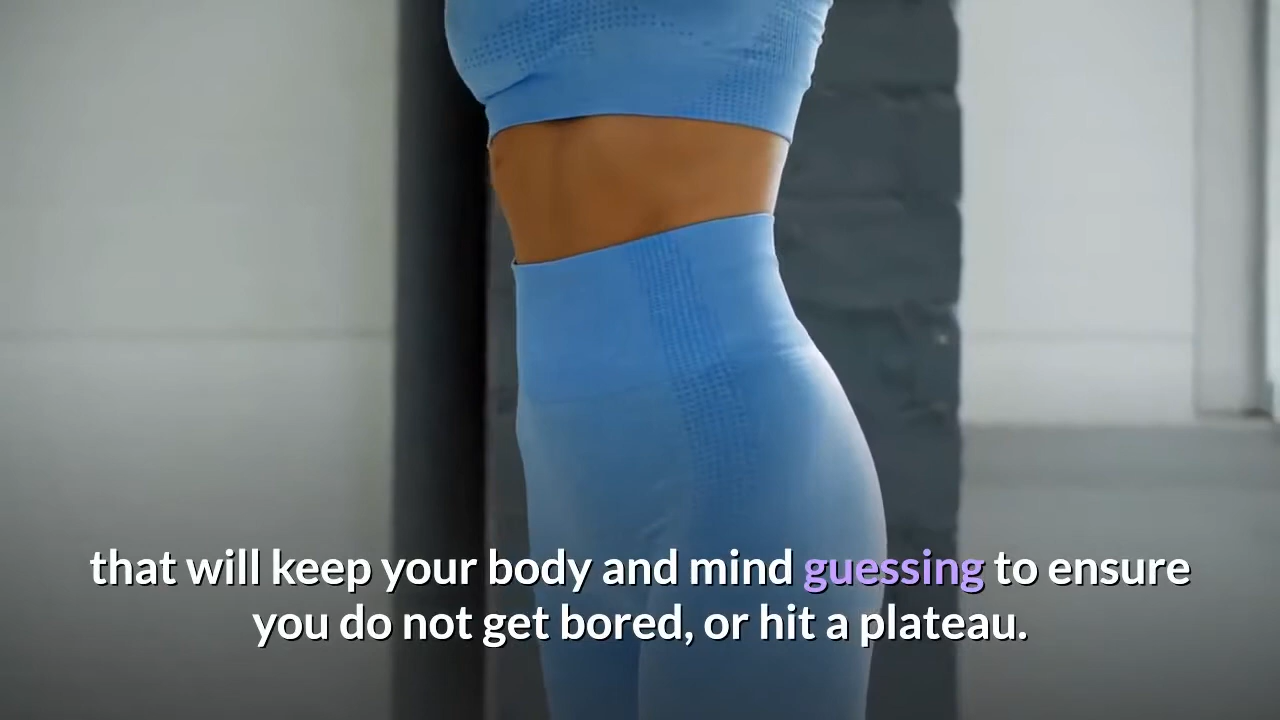 that will keep your body and mind guessing to ensure
you do not get bored, or hit a plateau.